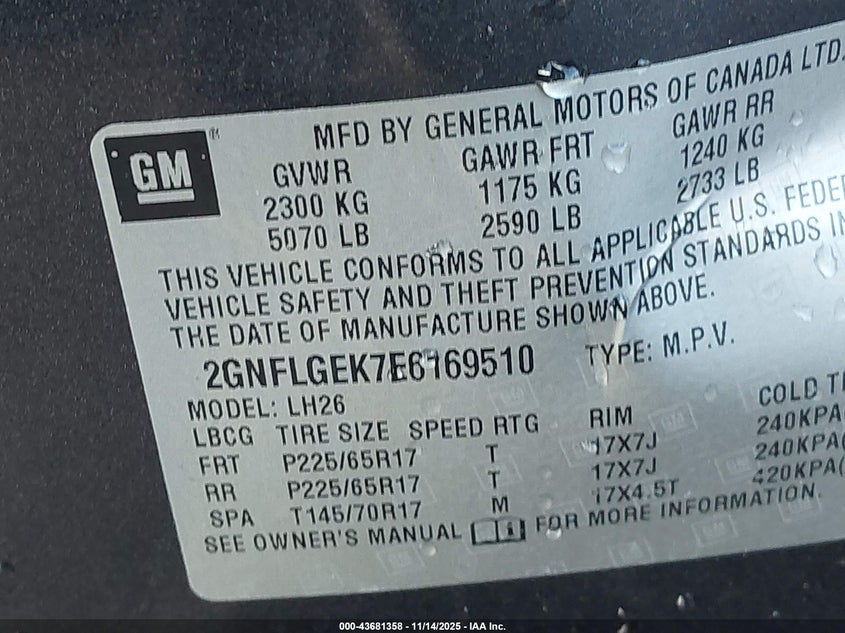 MFD BY GENERAL MOTORS OF CANADA LTD.
GM ®
GVWR GAWR FRT GAWR RR
2300 KG 1175 KG 1240 KG
5070 LB 2590 LB 2733 LB
THIS VEHICLE CONFORMS TO ALL APPLICABLE U.S. FEDE
VEHICLE SAFETY AND THEFT PREVENTION STANDARDS IN
THE DATE OF MANUFACTURE SHOWN ABOVE.
2GNFLGEK7E6169510 TYPE: M.P.V.
MODEL: LH26
LBCG TIRE SIZE SPEED RTG RIM COLD TI
FRT P225/65R17 T 17X7J 240KPA(
RR P225/65R17 T 17X7J 240KPA(
SPA T145/70R17 M 17X4.5T 420KPA(
SEE OWNER'S MANUAL FOR MORE INFORMATION.
000-43681358 - 11/14/2025 - IAA Inc.